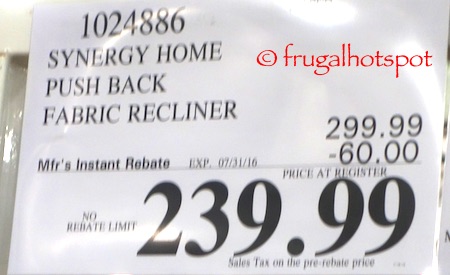 1024886
© frugalhotspot
SYNERGY HOME
PUSH BACK
FABRIC RECLINER
299.99
Mfr's Instant Rebate EXP. 07/31/16 -60.00
PRICE AT REGISTER
NO
REBATE LIMIT
239.99
Sales Tax on the pre-rebate price